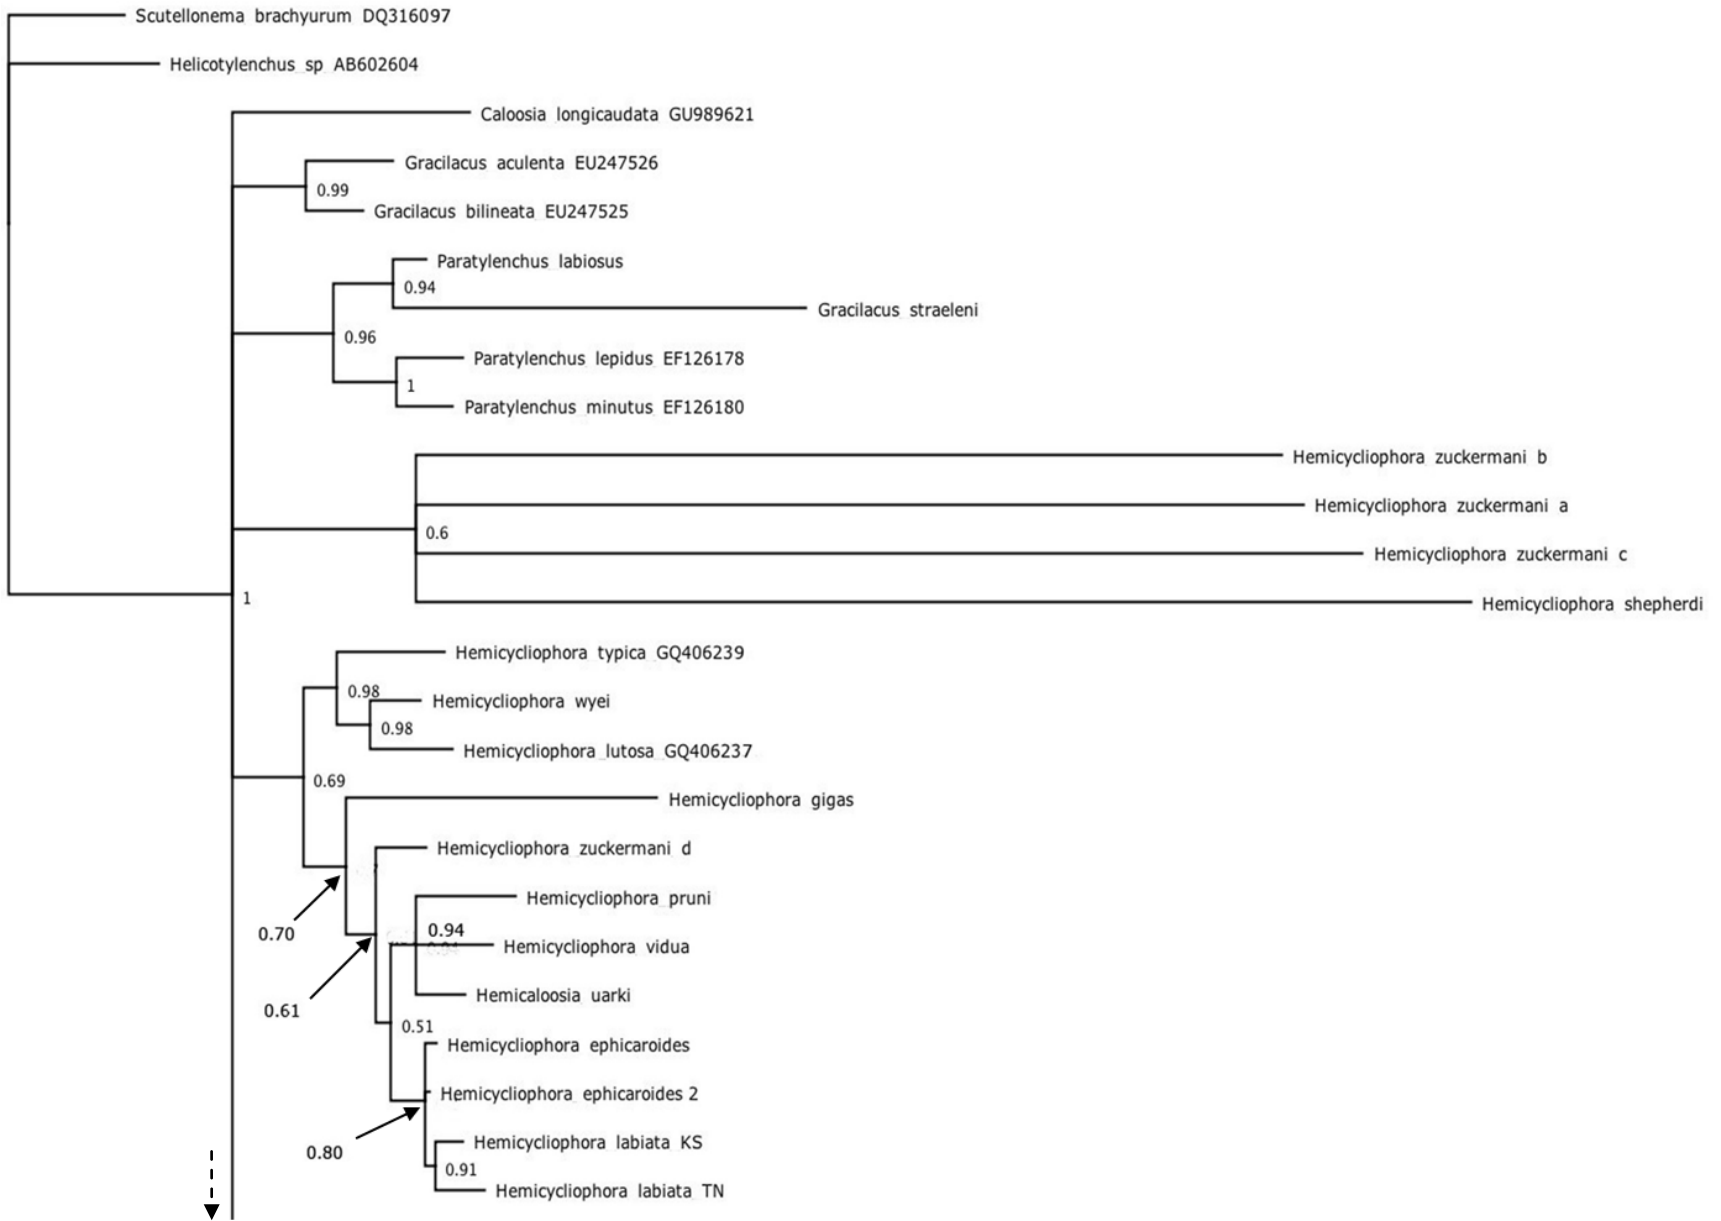 Scutellonema brachyurum DQ316097
Helicotylenchus sp AB602604
Caloosia longicaudata GU989621
Gracilacus aculenta EU247526
0.99
Gracilacus bilineata EU247525
Paratylenchus labiosus
0.94
Gracilacus straeleni
0.96
Paratylenchus lepidus EF126178
1
Paratylenchus minutus EF126180
Hemicycliophora zuckermani b
Hemicycliophora zuckermani a
0.6
Hemicycliophora zuckermani c
1
Hemicycliophora shepherdi
Hemicycliophora typica GQ406239
0.98
Hemicycliophora wyei
0.98
Hemicycliophora lutosa GQ406237
0.69
Hemicycliophora gigas
Hemicycliophora zuckermani d
Hemicycliophora pruni
0.70
0.94
Hemicycliophora vidua
Hemicaloosia uarki
0.61
0.51
Hemicycliophora ephicaroides
Hemicycliophora ephicaroides 2
Hemicycliophora labiata KS
0.80
0.91
Hemicycliophora labiata TN